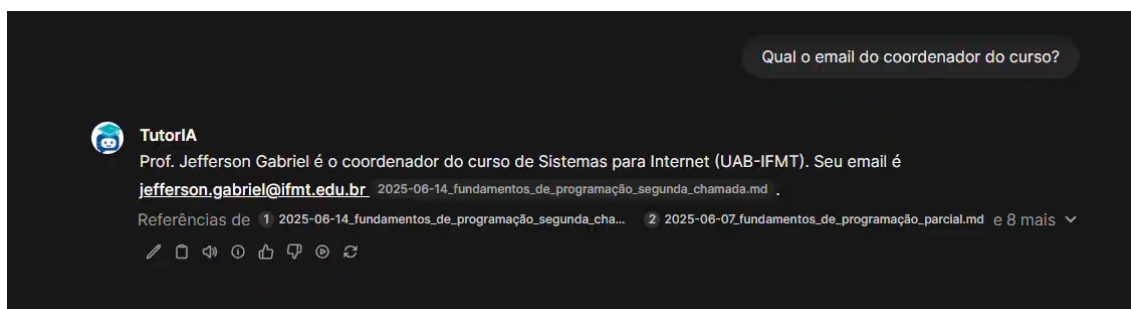 Qual o email do coordenador do curso?
TutorIA
Prof. Jefferson Gabriel é o coordenador do curso de Sistemas para Internet (UAB-IFMT). Seu email é
jefferson.gabriel@ifmt.edu.br 2025-06-14_fundamentos_de_programação_segunda_chamada.md .
Referências de 1 2025-06-14_fundamentos_de_programação_segunda_cha... 2 2025-06-07_fundamentos_de_programação_parcial.md e 8 mais